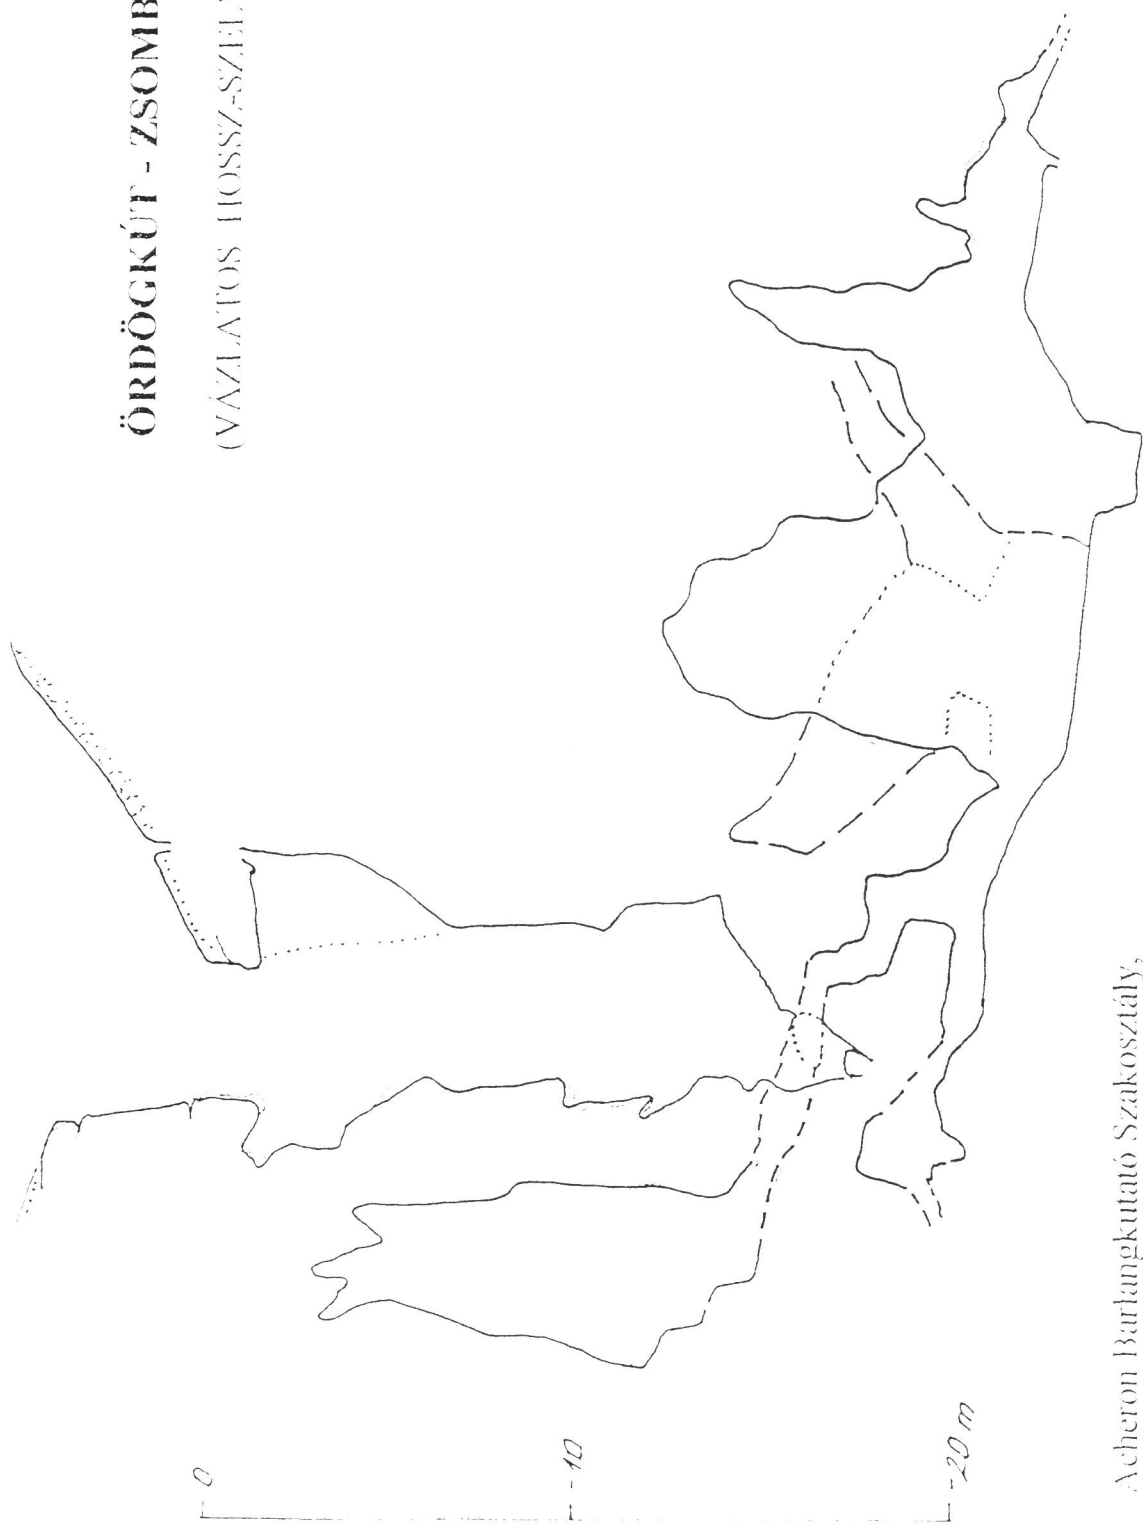 ÖRDÖGKÚT - ZSOMB
(VÁZLATOS HOSSZ-SZEL
0
-10
-20 m
Acheron Barlangkutató Szakosztály,